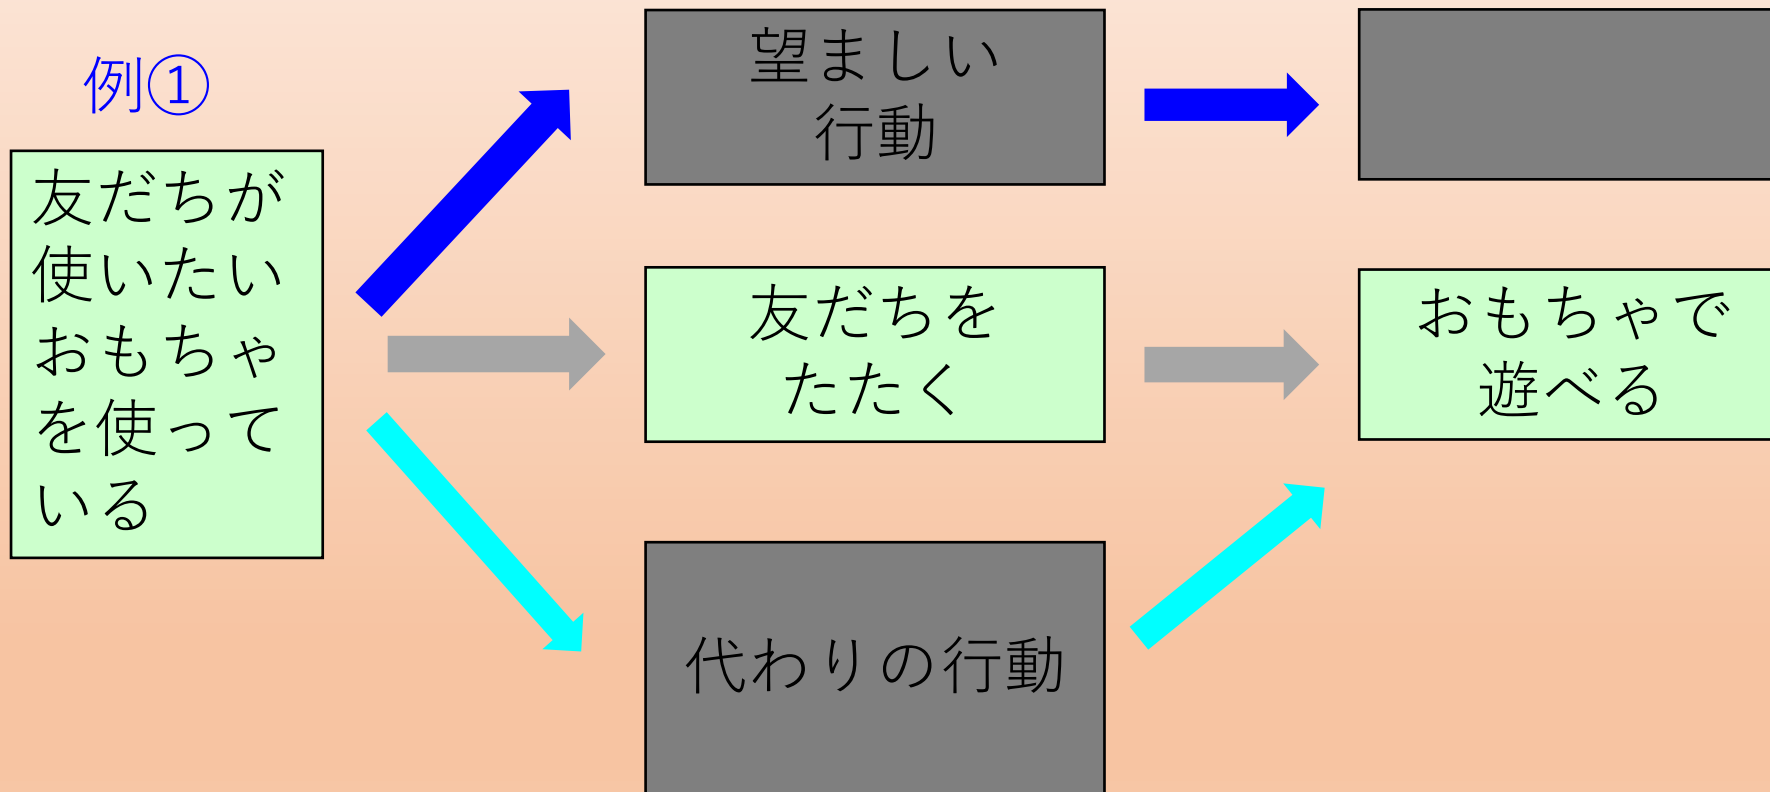 例①
友だちが
使いたい
おもちゃ
を使って
いる
望ましい
行動
友だちを
たたく
おもちゃで
遊べる
代わりの行動